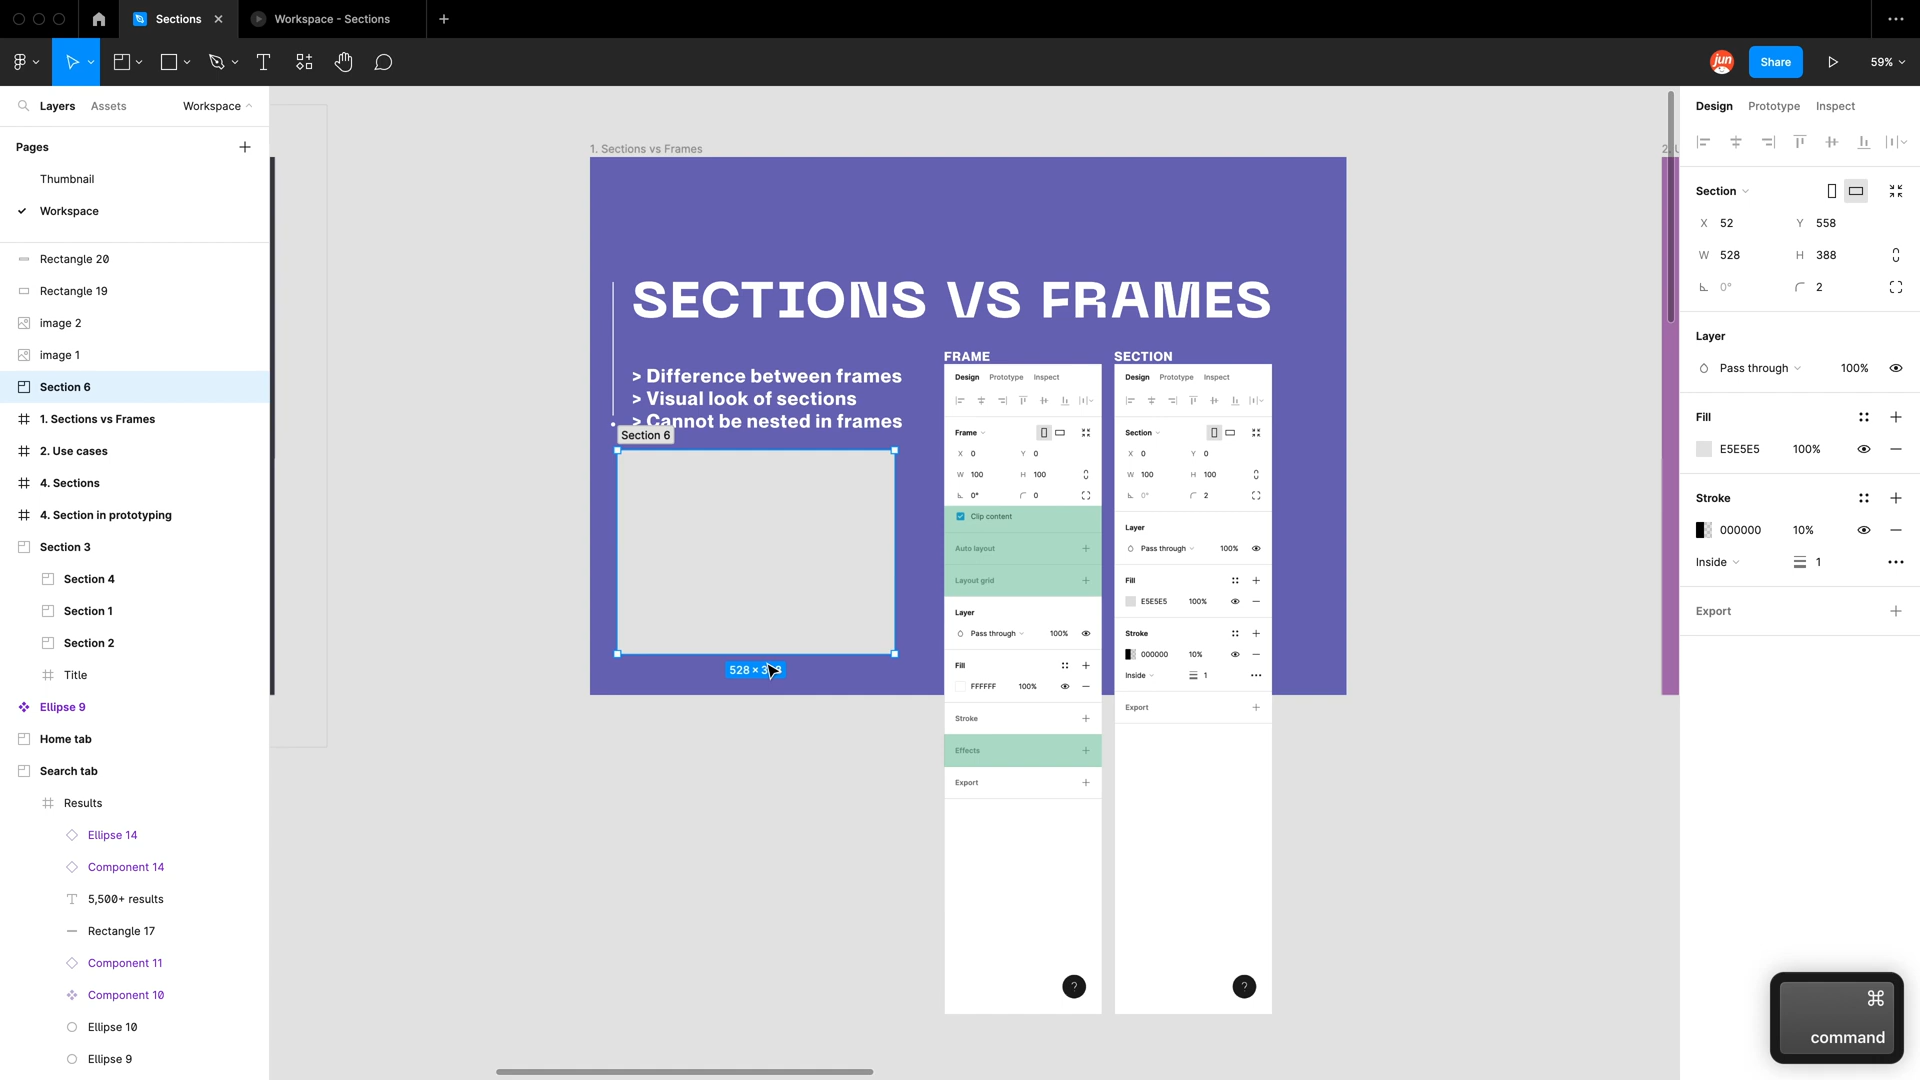 Sections
Workspace - Sections
jun
Share
59%
Layers
Assets
Workspace
Pages
Thumbnail
Workspace
Rectangle 20
Rectangle 19
image 2
image 1
Section 6
1. Sections vs Frames
2. Use cases
4. Sections
4. Section in prototyping
Section 3
Section 4
Section 1
Section 2
Title
Ellipse 9
Home tab
Search tab
Results
Ellipse 14
Component 14
5,500+ results
Rectangle 17
Component 11
Component 10
Ellipse 10
Ellipse 9
1. Sections vs Frames
SECTIONS VS FRAMES
> Difference between frames
> Visual look of sections
> Cannot be nested in frames
Section 6
FRAME
Design Prototype Inspect
Frame
X 0 Y 0
W 100 H 100
0° 0
Clip content
Auto layout
Layout grid
Layer
Pass through 100%
Fill
FFFFFF 100%
Stroke
Effects
Export
?
SECTION
Design Prototype Inspect
Section
X 0 Y 0
W 100 H 100
0° 2
Layer
Pass through 100%
Fill
E5E5E5 100%
Stroke
000000 10%
Inside 1
Export
?
Design Prototype Inspect
Section
X 52 Y 558
W 528 H 388
0° 2
Layer
Pass through 100%
Fill
E5E5E5 100%
Stroke
000000 10%
Inside 1
Export
⌘
command